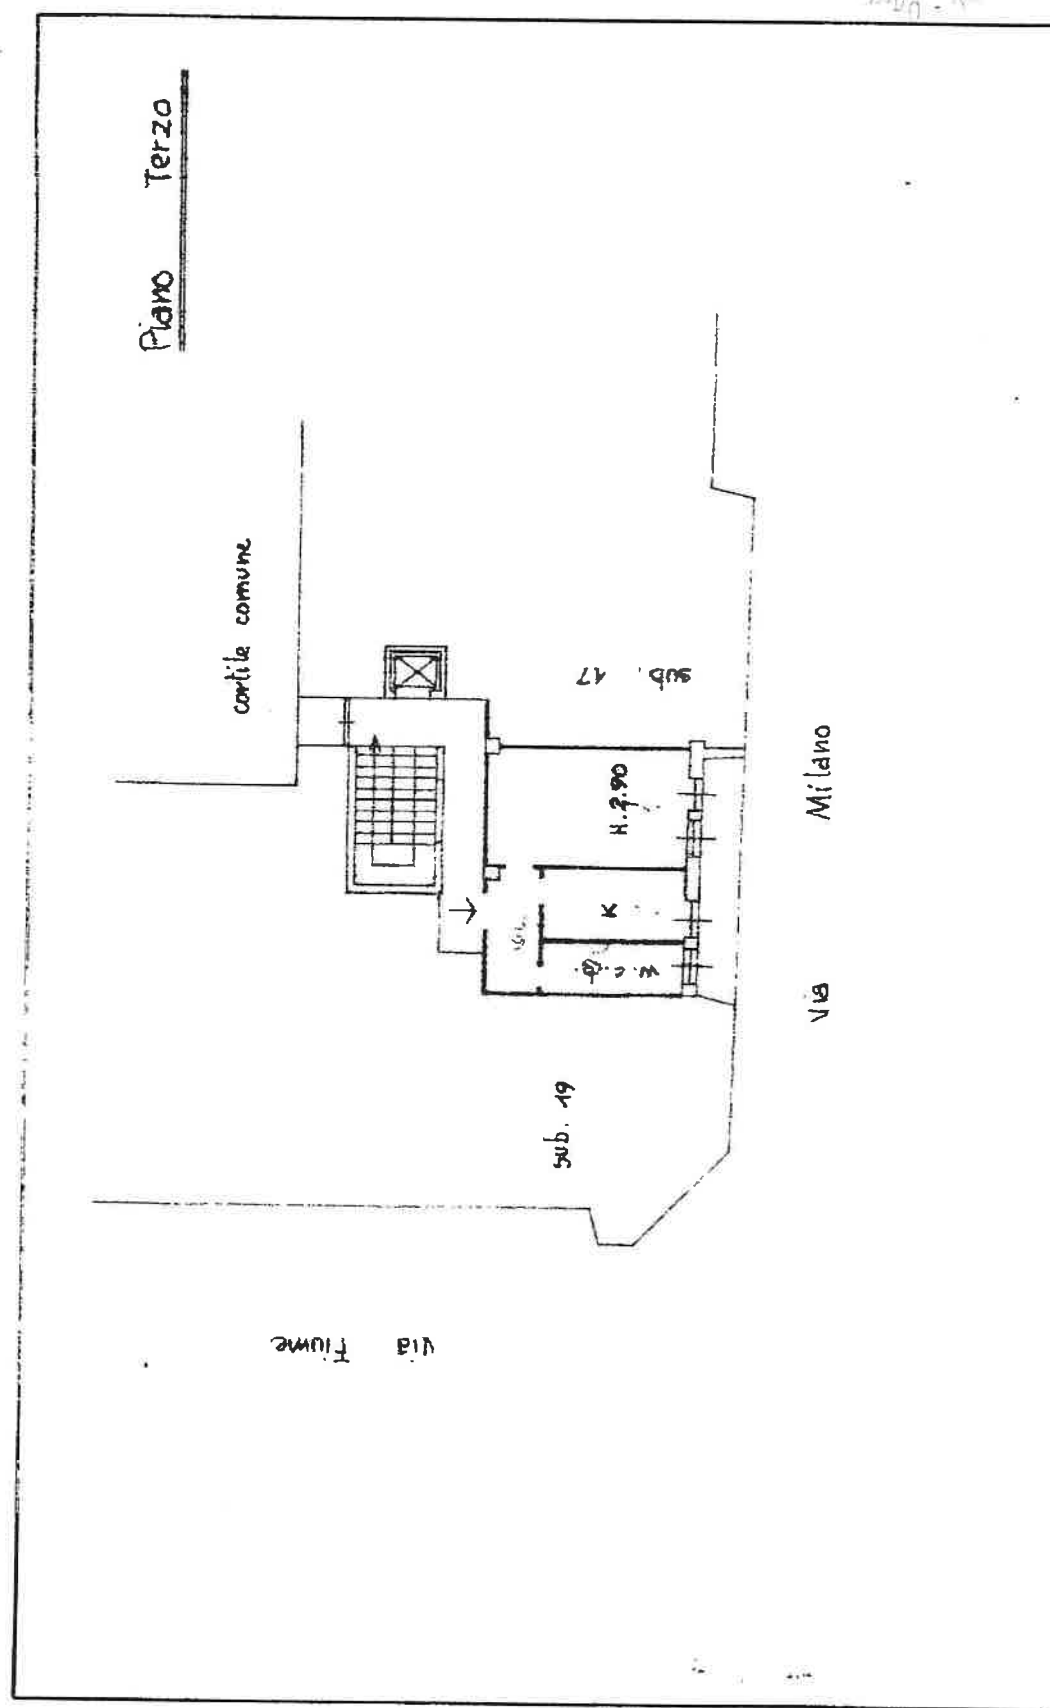 Piano Terzo
cortile comune
sub. 17
H. 2.90
K
w.c.b.
sub. 19
Via Milano
via Fiume